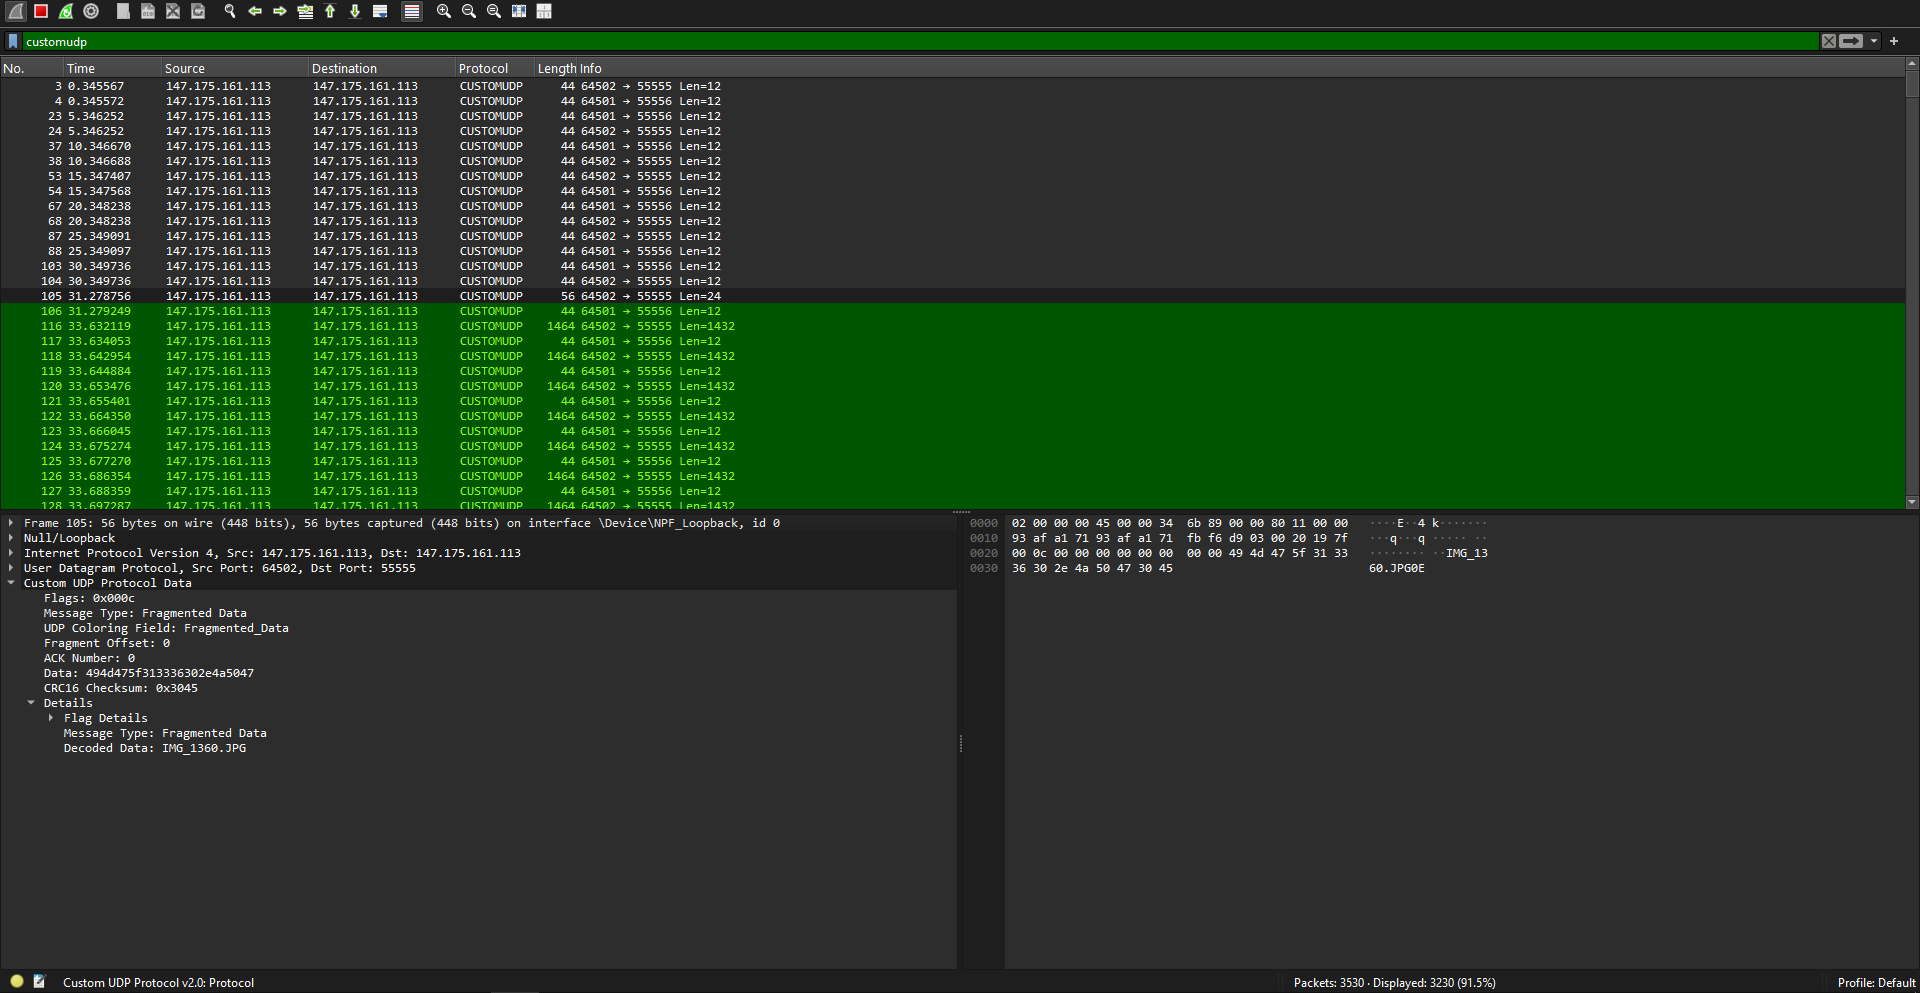 customudp
No. Time Source Destination Protocol Length Info
3 0.345567 147.175.161.113 147.175.161.113 CUSTOMUDP 44 64502 → 55555 Len=12
4 0.345572 147.175.161.113 147.175.161.113 CUSTOMUDP 44 64501 → 55556 Len=12
23 5.346252 147.175.161.113 147.175.161.113 CUSTOMUDP 44 64501 → 55556 Len=12
24 5.346252 147.175.161.113 147.175.161.113 CUSTOMUDP 44 64502 → 55555 Len=12
37 10.346670 147.175.161.113 147.175.161.113 CUSTOMUDP 44 64501 → 55556 Len=12
38 10.346688 147.175.161.113 147.175.161.113 CUSTOMUDP 44 64502 → 55555 Len=12
53 15.347407 147.175.161.113 147.175.161.113 CUSTOMUDP 44 64502 → 55555 Len=12
54 15.347568 147.175.161.113 147.175.161.113 CUSTOMUDP 44 64501 → 55556 Len=12
67 20.348238 147.175.161.113 147.175.161.113 CUSTOMUDP 44 64501 → 55556 Len=12
68 20.348238 147.175.161.113 147.175.161.113 CUSTOMUDP 44 64502 → 55555 Len=12
87 25.349091 147.175.161.113 147.175.161.113 CUSTOMUDP 44 64502 → 55555 Len=12
88 25.349097 147.175.161.113 147.175.161.113 CUSTOMUDP 44 64501 → 55556 Len=12
103 30.349736 147.175.161.113 147.175.161.113 CUSTOMUDP 44 64501 → 55556 Len=12
104 30.349736 147.175.161.113 147.175.161.113 CUSTOMUDP 44 64502 → 55555 Len=12
105 31.278756 147.175.161.113 147.175.161.113 CUSTOMUDP 56 64502 → 55555 Len=24
106 31.279249 147.175.161.113 147.175.161.113 CUSTOMUDP 44 64501 → 55556 Len=12
116 33.632119 147.175.161.113 147.175.161.113 CUSTOMUDP 1464 64502 → 55555 Len=1432
117 33.634053 147.175.161.113 147.175.161.113 CUSTOMUDP 44 64501 → 55556 Len=12
118 33.642954 147.175.161.113 147.175.161.113 CUSTOMUDP 1464 64502 → 55555 Len=1432
119 33.644884 147.175.161.113 147.175.161.113 CUSTOMUDP 44 64501 → 55556 Len=12
120 33.653476 147.175.161.113 147.175.161.113 CUSTOMUDP 1464 64502 → 55555 Len=1432
121 33.655401 147.175.161.113 147.175.161.113 CUSTOMUDP 44 64501 → 55556 Len=12
122 33.664350 147.175.161.113 147.175.161.113 CUSTOMUDP 1464 64502 → 55555 Len=1432
123 33.666045 147.175.161.113 147.175.161.113 CUSTOMUDP 44 64501 → 55556 Len=12
124 33.675274 147.175.161.113 147.175.161.113 CUSTOMUDP 1464 64502 → 55555 Len=1432
125 33.677270 147.175.161.113 147.175.161.113 CUSTOMUDP 44 64501 → 55556 Len=12
126 33.686354 147.175.161.113 147.175.161.113 CUSTOMUDP 1464 64502 → 55555 Len=1432
127 33.688359 147.175.161.113 147.175.161.113 CUSTOMUDP 44 64501 → 55556 Len=12
128 33.697287 147.175.161.113 147.175.161.113 CUSTOMUDP 1464 64502 → 55555 Len=1432
Frame 105: 56 bytes on wire (448 bits), 56 bytes captured (448 bits) on interface \Device\NPF_Loopback, id 0
Null/Loopback
Internet Protocol Version 4, Src: 147.175.161.113, Dst: 147.175.161.113
User Datagram Protocol, Src Port: 64502, Dst Port: 55555
Custom UDP Protocol Data
Flags: 0x000c
Message Type: Fragmented Data
UDP Coloring Field: Fragmented_Data
Fragment Offset: 0
ACK Number: 0
Data: 494d475f313336302e4a5047
CRC16 Checksum: 0x3045
Details
Flag Details
Message Type: Fragmented Data
Decoded Data: IMG_1360.JPG
0000 02 00 00 00 45 00 00 34 6b 89 00 00 80 11 00 00 ····E··4 k·······
0010 93 af a1 71 93 af a1 71 fb f6 d9 03 00 20 19 7f ···q···q ····· ··
0020 00 0c 00 00 00 00 00 00 00 00 49 4d 47 5f 31 33 ········ ··IMG_13
0030 36 30 2e 4a 50 47 30 45 60.JPG0E
Custom UDP Protocol v2.0: Protocol
Packets: 3530 · Displayed: 3230 (91.5%)
Profile: Default